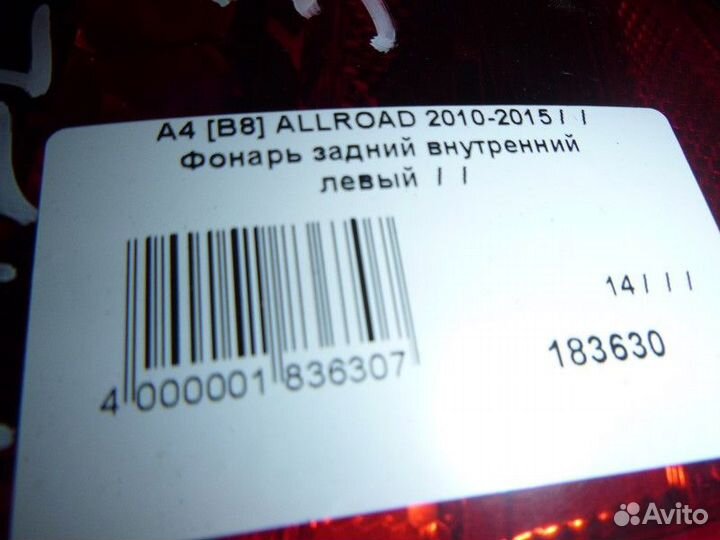 A4 [B8] ALLROAD 2010-2015 / /
Фонарь задний внутренний
левый / /
14 / / /
183630
4 000001 836307
Avito